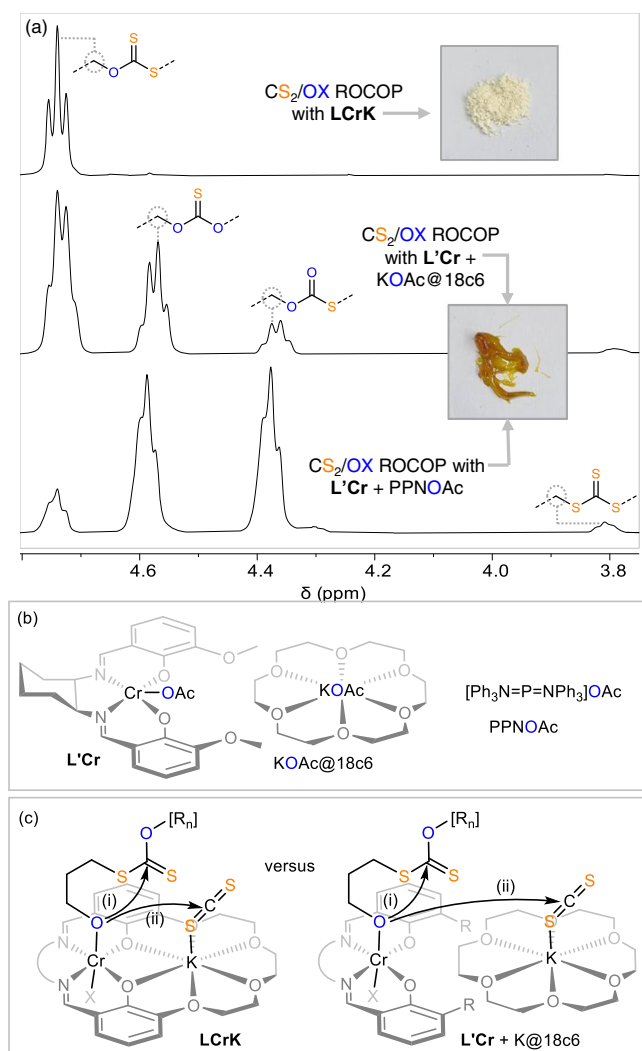 (a)
S
O
S
CS2/OX ROCOP
with LCrK
S
O
O
CS2/OX ROCOP
with L'Cr +
KOAc@18c6
O
O
S
CS2/OX ROCOP with
L'Cr + PPNOAc
S
S
S
4.6
4.4
4.2
4.0
3.8
δ (ppm)
(b)
N
O
O
Cr
OAc
N
O
O
L'Cr
O
O
O
KOAc
O
O
O
KOAc@18c6
[Ph3N=P=NPh3]OAc
PPNOAc
(c)
O
[Rn]
S
S
(i)
(ii)
O
S
C
S
N
O
O
O
Cr
K
N
X
O
O
O
LCrK
versus
O
[Rn]
S
S
(i)
(ii)
O
S
C
S
N
O
R
Cr
N
X
O
R
O
O
O
K
O
O
O
L'Cr + K@18c6